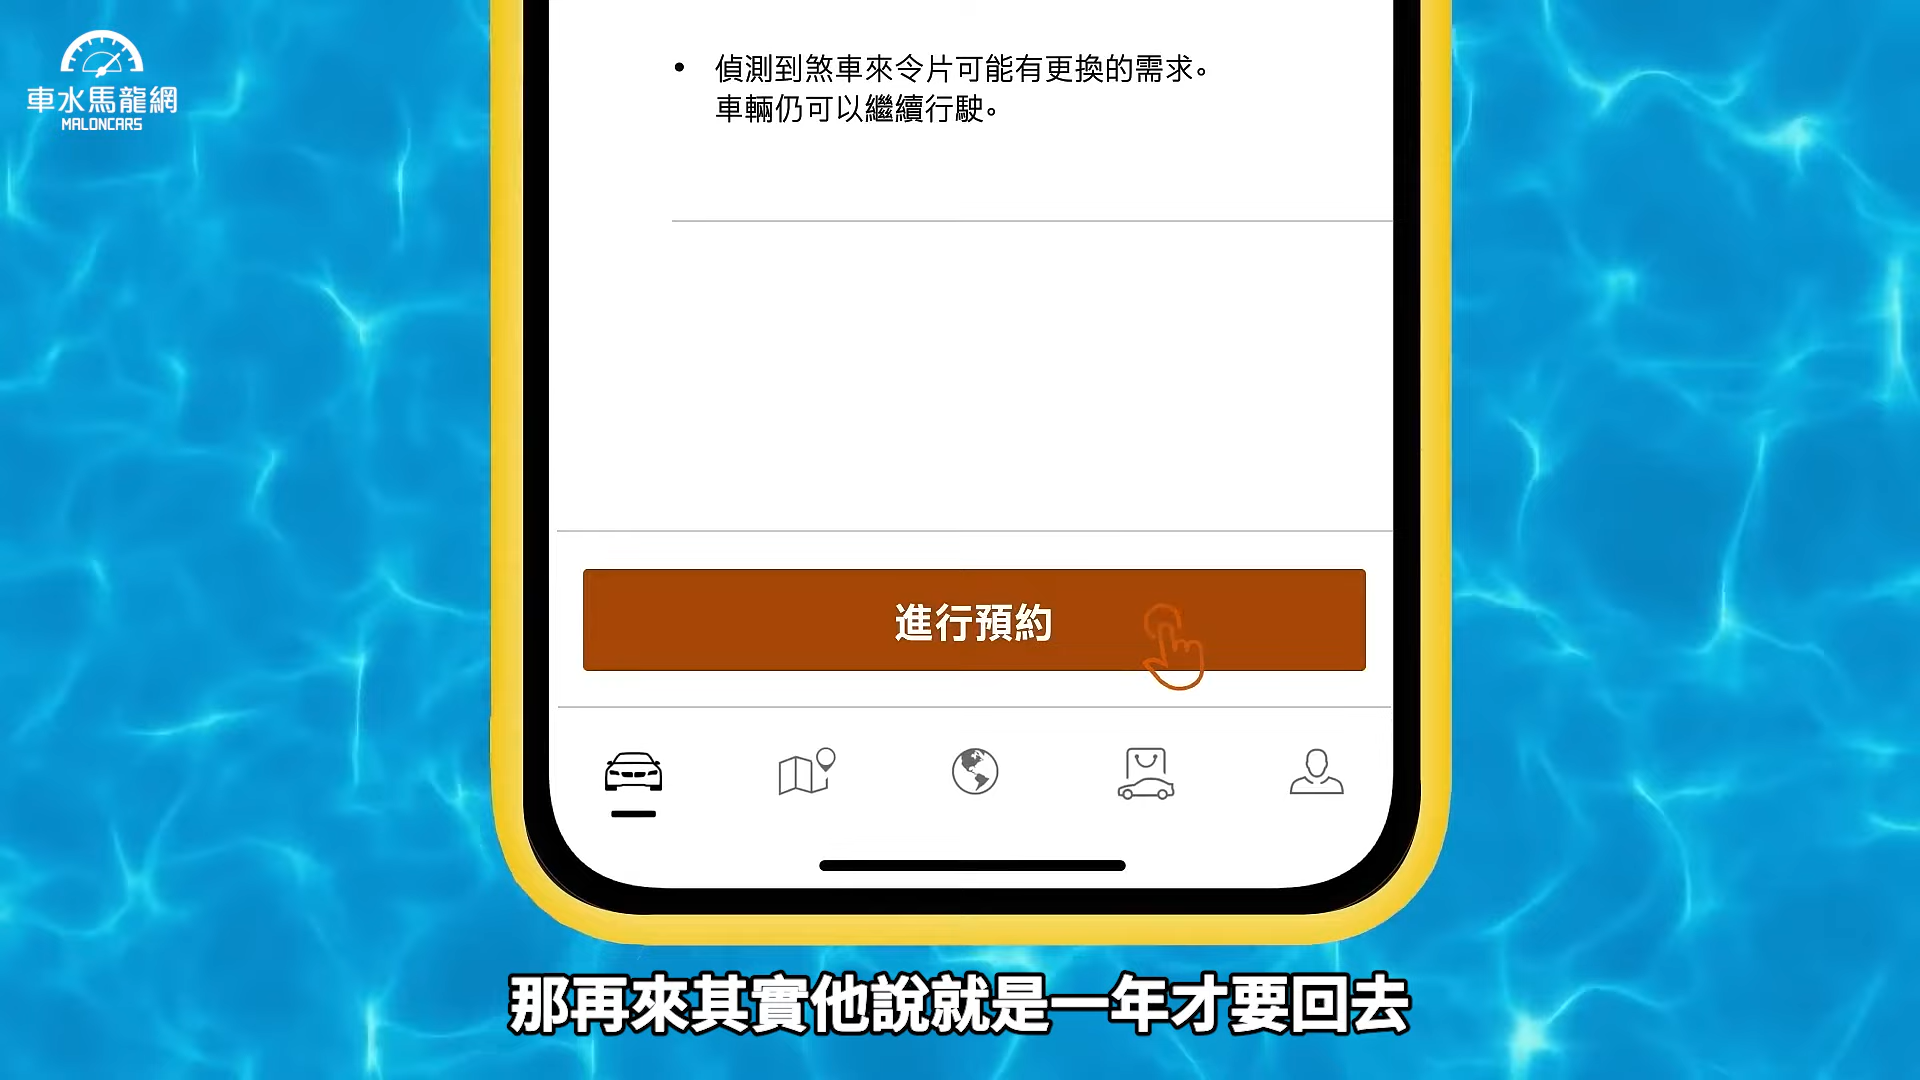 車水馬龍網
MALONCARS
• 偵測到煞車來令片可能有更換的需求。
車輛仍可以繼續行駛。
進行預約
那再來其實他說就是一年才要回去